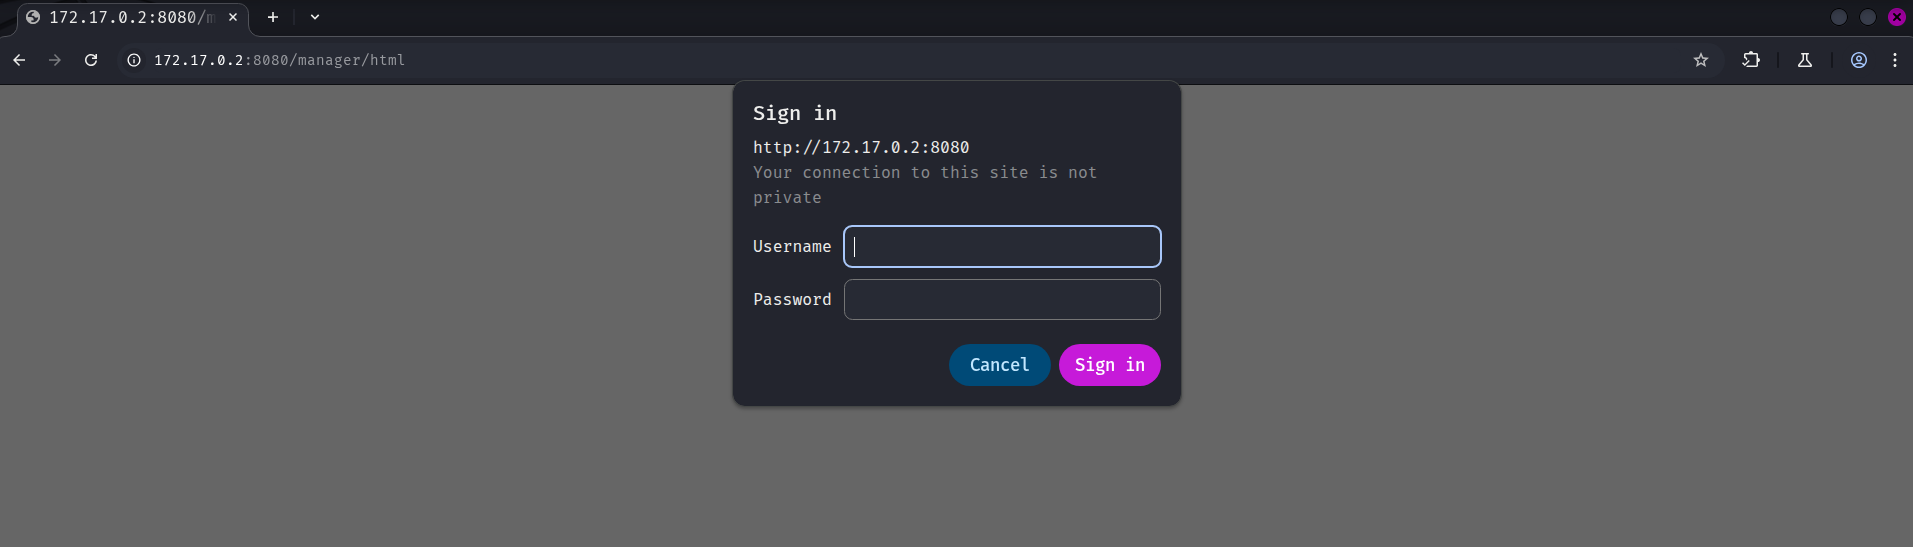 172.17.0.2:8080/m
172.17.0.2:8080/manager/html
Sign in
http://172.17.0.2:8080
Your connection to this site is not
private
Username
Password
Cancel
Sign in